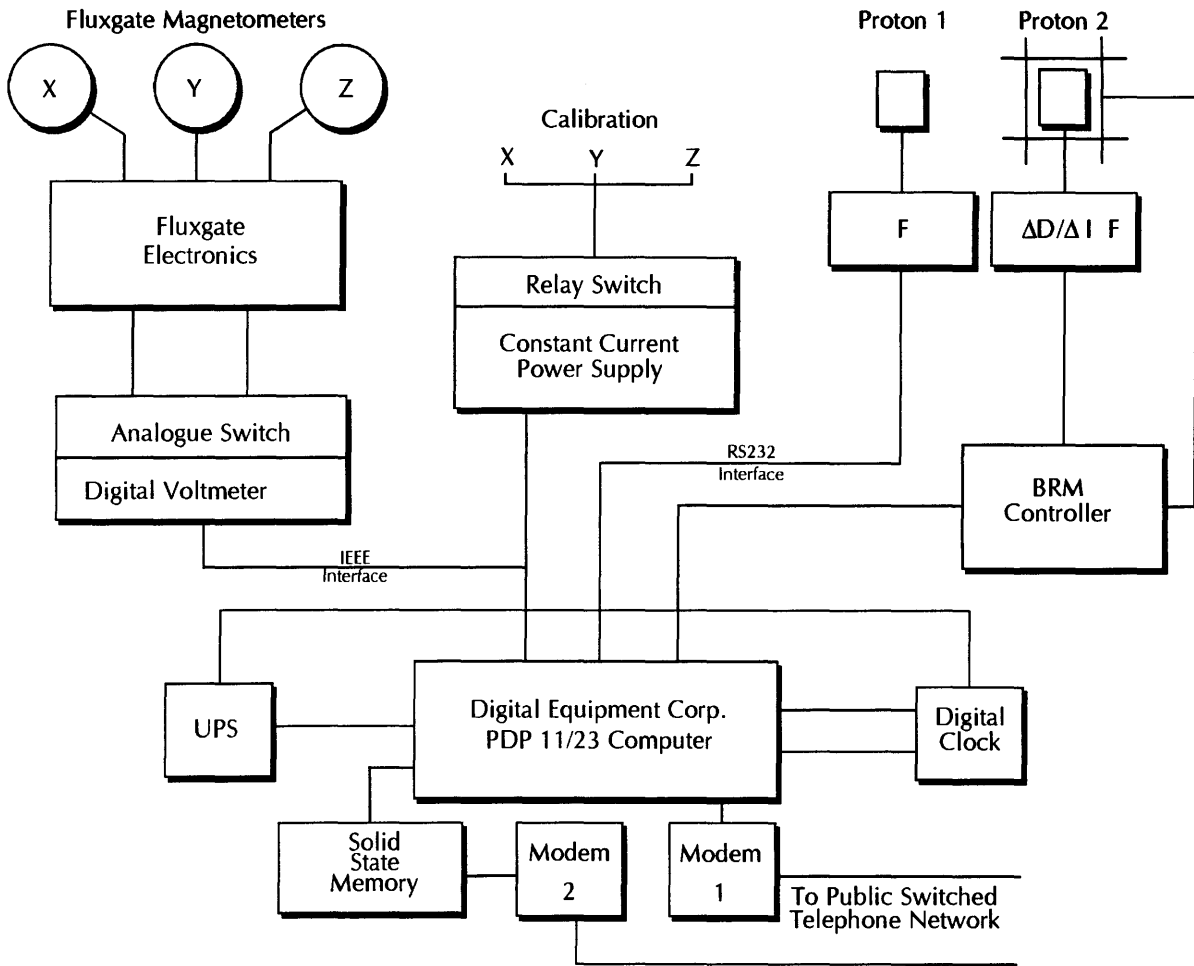 Fluxgate Magnetometers
Proton 1
Proton 2
X
Y
Z
Calibration
X Y Z
Fluxgate
Electronics
F
ΔD/Δ I F
Relay Switch
Constant Current
Power Supply
Analogue Switch
Digital Voltmeter
RS232
Interface
BRM
Controller
IEEE
Interface
UPS
Digital Equipment Corp.
PDP 11/23 Computer
Digital
Clock
Solid
State
Memory
Modem
2
Modem
1
To Public Switched
Telephone Network